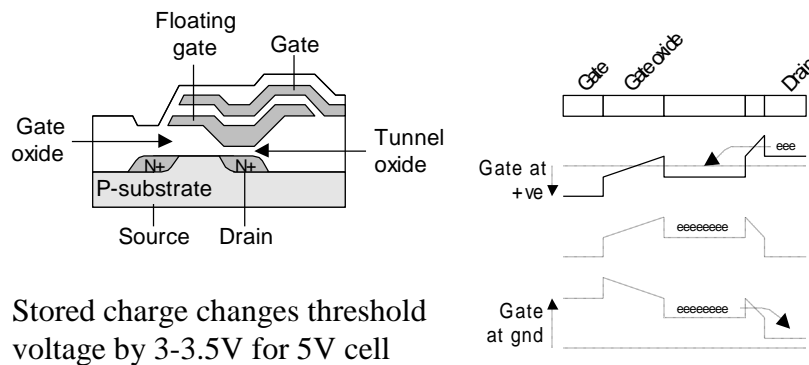 Floating
gate
Gate
Gate
oxide
Tunnel
oxide
N+
N+
P-substrate
Source
Drain
Stored charge changes threshold
voltage by 3-3.5V for 5V cell
Gate
Gate oxide
Drain
eee
Gate at
+ve
eeeeeeee
Gate
at gnd
eeeeeeee